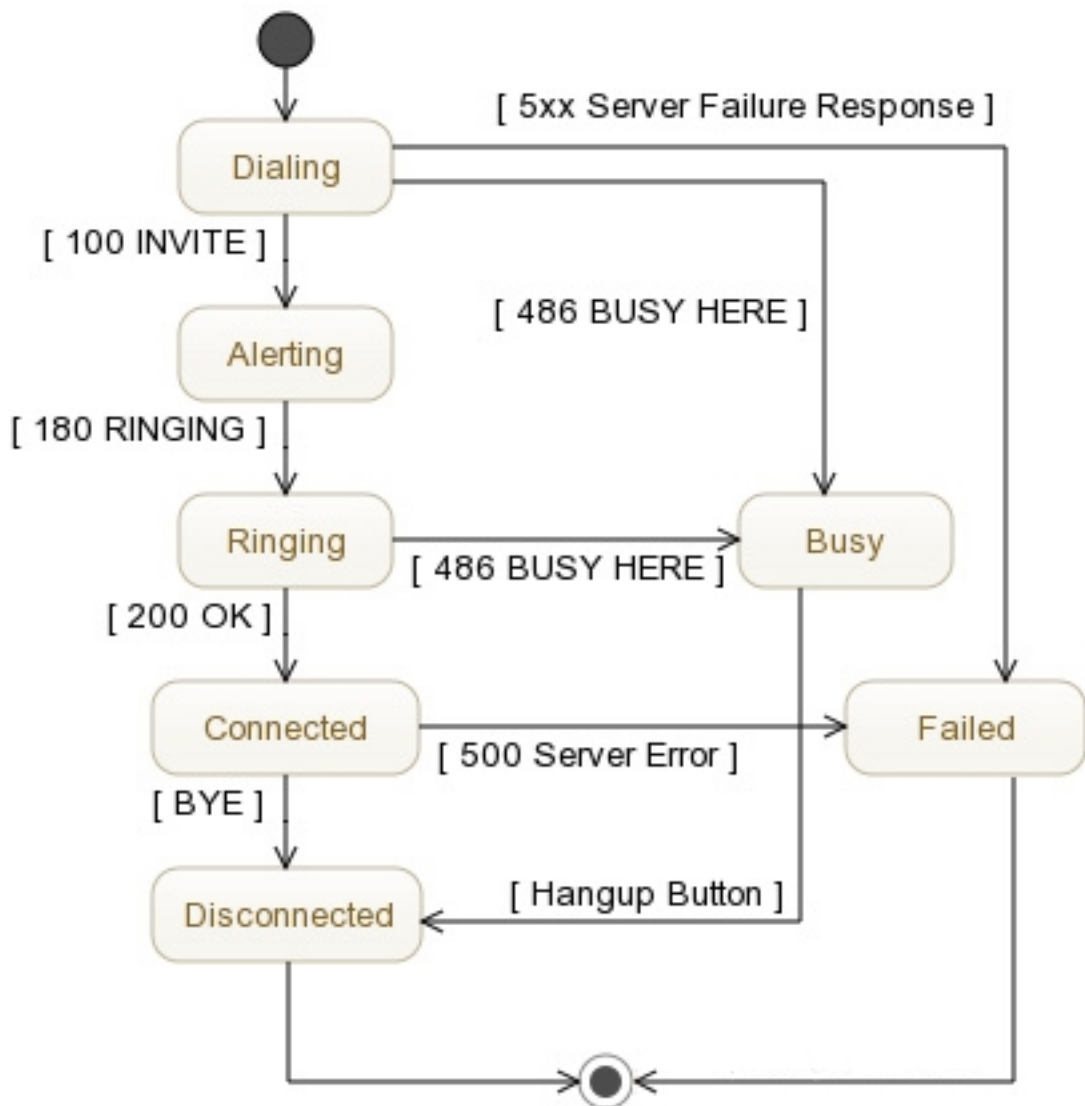 [ 5xx Server Failure Response ]
Dialing
[ 100 INVITE ]
[ 486 BUSY HERE ]
Alerting
[ 180 RINGING ]
Ringing
Busy
[ 486 BUSY HERE ]
[ 200 OK ]
Connected
Failed
[ 500 Server Error ]
[ BYE ]
[ Hangup Button ]
Disconnected